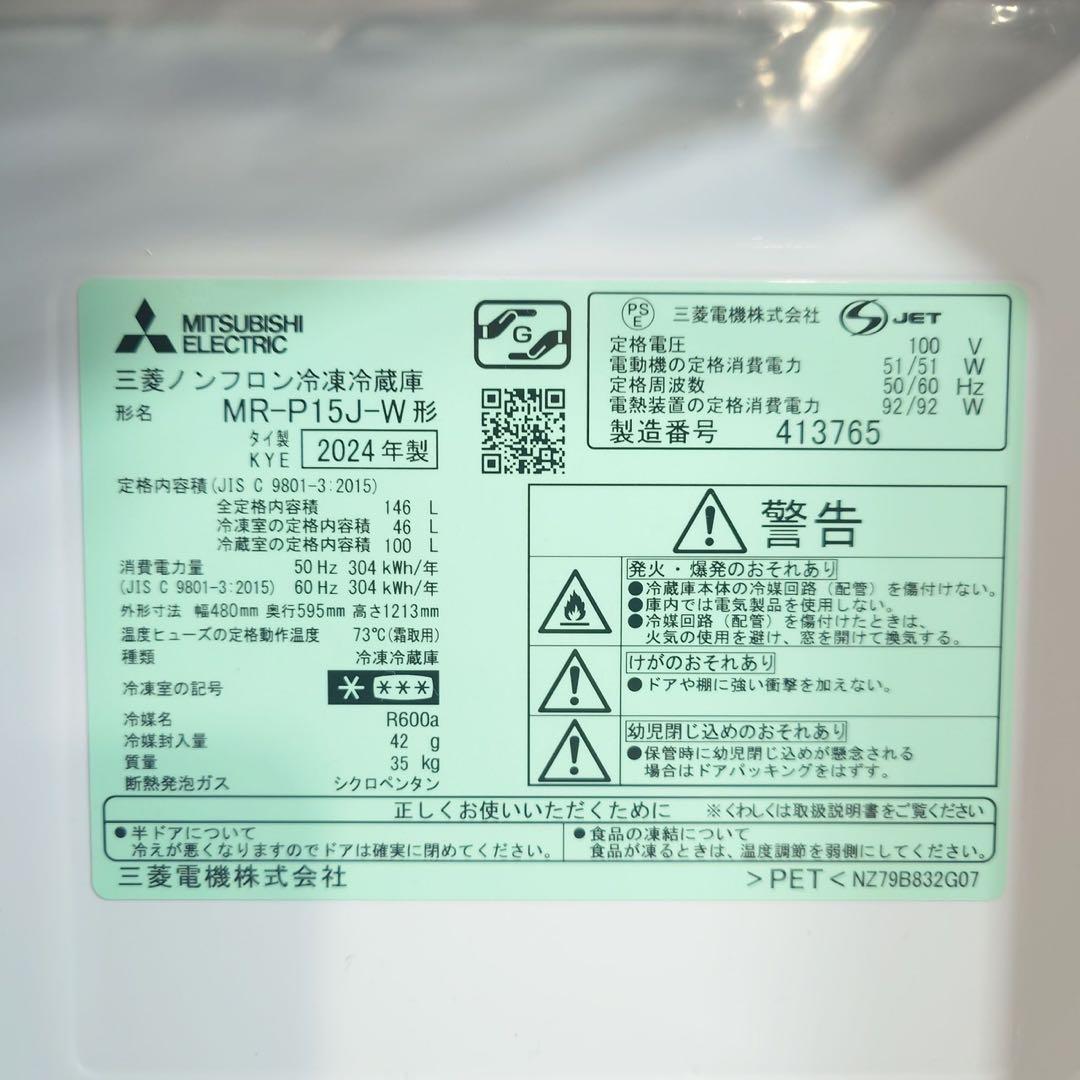 MITSUBISHI
ELECTRIC
三菱ノンフロン冷凍冷蔵庫
形名 MR-P15J-W形
タイ製
KYE 2024年製
定格内容積(JIS C 9801-3:2015)
全定格内容積 146 L
冷凍室の定格内容積 46 L
冷蔵室の定格内容積 100 L
消費電力量 50 Hz 304 kWh/年
(JIS C 9801-3:2015) 60 Hz 304 kWh/年
外形寸法 幅480mm 奥行595mm 高さ1213mm
温度ヒューズの定格動作温度 73℃(霜取用)
種類 冷凍冷蔵庫
冷凍室の記号 * ***
冷媒名 R600a
冷媒封入量 42 g
質量 35 kg
断熱発泡ガス シクロペンタン
G
PS
E 三菱電機株式会社 S JET
定格電圧 100 V
電動機の定格消費電力 51/51 W
定格周波数 50/60 Hz
電熱装置の定格消費電力 92/92 W
製造番号 413765
警告
発火・爆発のおそれあり
●冷蔵庫本体の冷媒回路(配管)を傷付けない。
●庫内では電気製品を使用しない。
●冷媒回路(配管)を傷付けたときは、
火気の使用を避け、窓を開けて換気する。
けがのおそれあり
●ドアや棚に強い衝撃を加えない。
幼児閉じ込めのおそれあり
●保管時に幼児閉じ込めが懸念される
場合はドアパッキングをはずす。
正しくお使いいただくために ※くわしくは取扱説明書をご覧ください
●半ドアについて
冷えが悪くなりますのでドアは確実に閉めてください。
●食品の凍結について
食品が凍るときは、温度調節を弱側にしてください。
三菱電機株式会社 >PET< NZ79B832G07